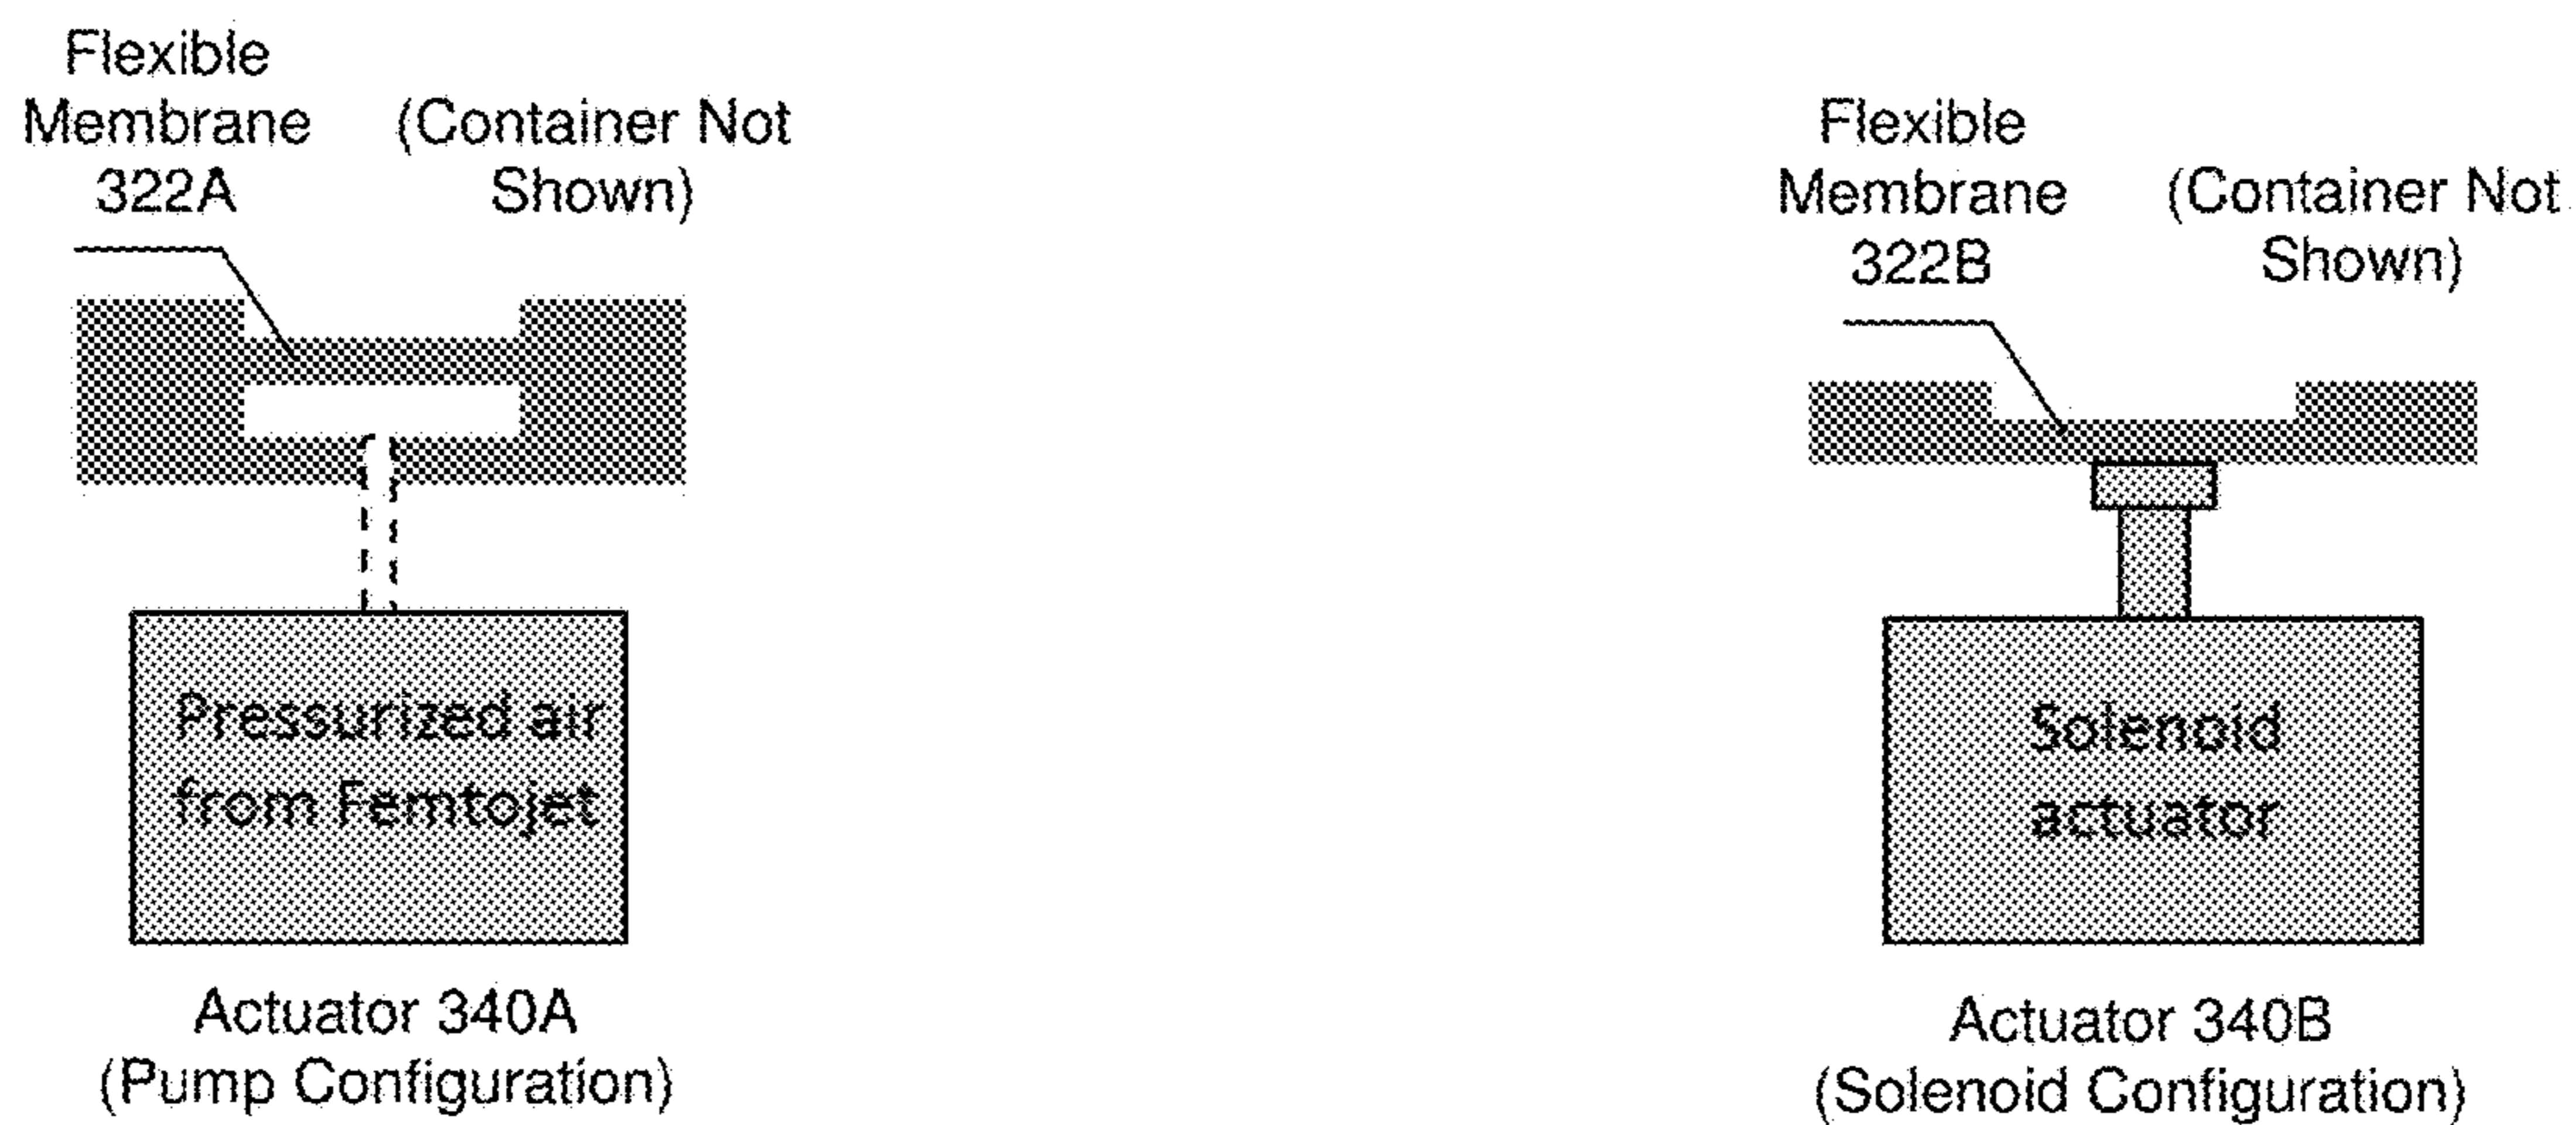 Flexible
Membrane
322A
(Container Not
Shown)
Pressurized air
from Femtojet
Actuator 340A
(Pump Configuration)
Flexible
Membrane
322B
(Container Not
Shown)
Solenoid
actuator
Actuator 340B
(Solenoid Configuration)